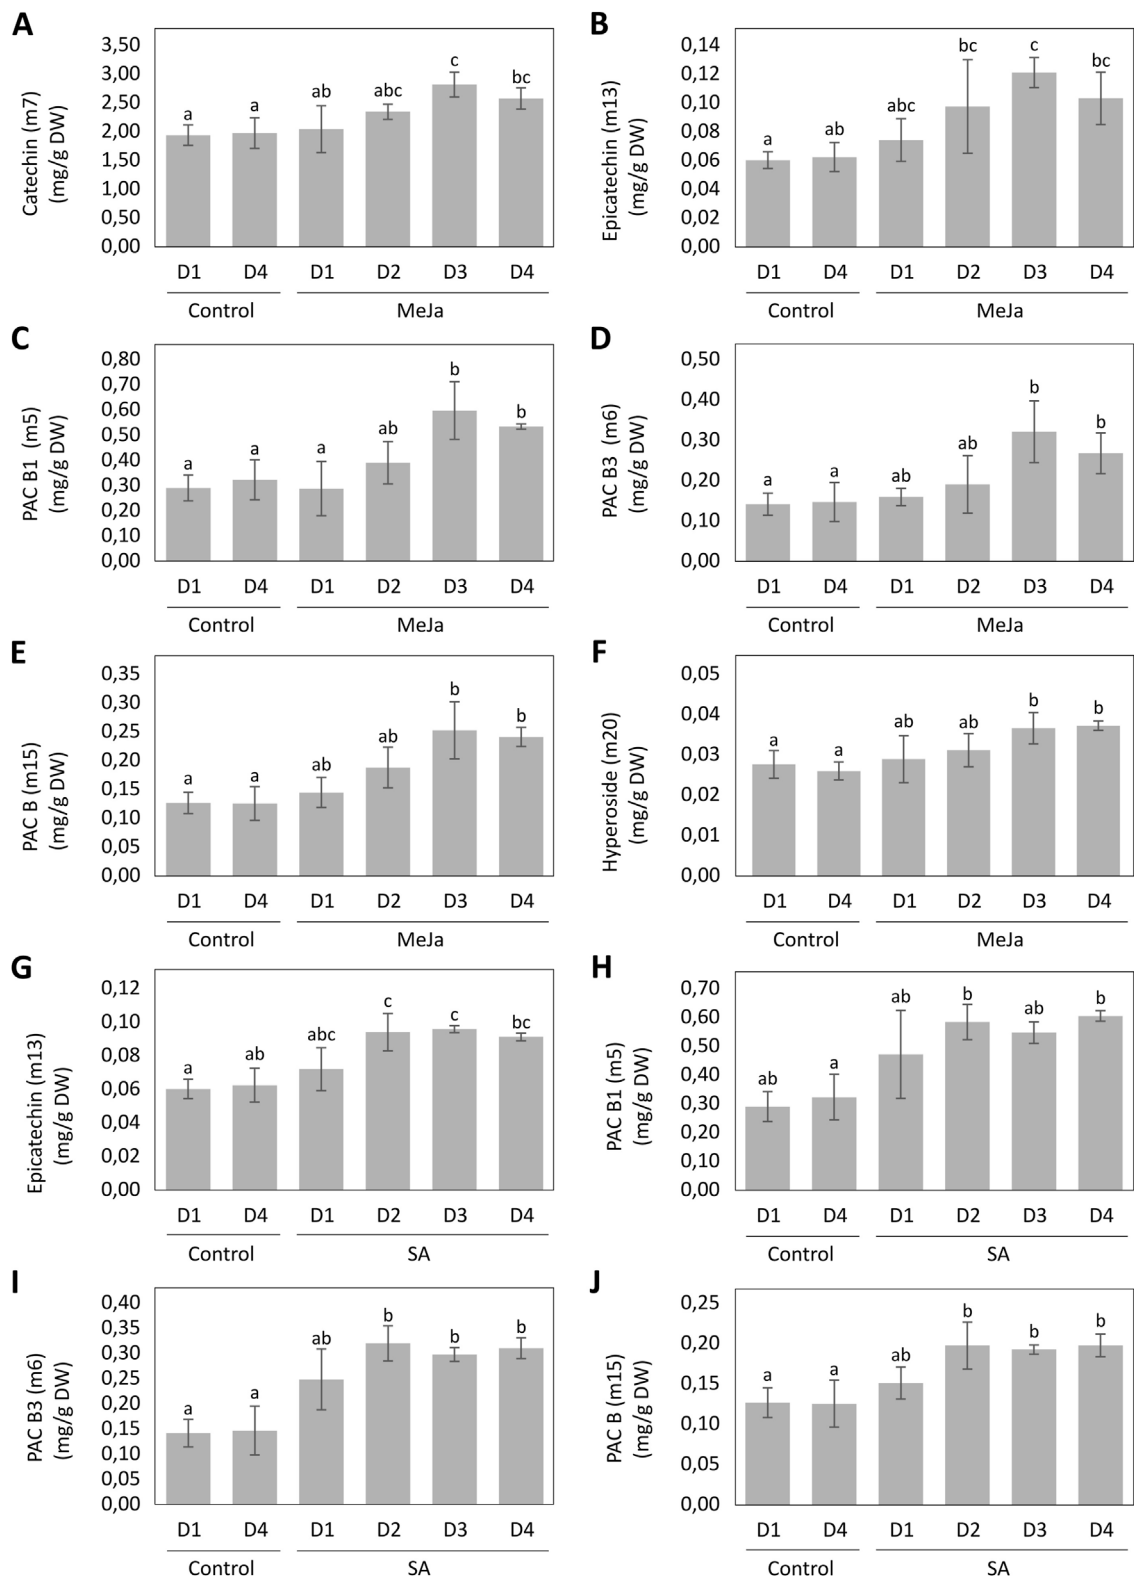 A
Catechin (m7)
(mg/g DW)
3,50
3,00
2,50
2,00
1,50
1,00
0,50
0,00
a a ab abc c bc
D1 D4 D1 D2 D3 D4
Control MeJa
B
Epicatechin (m13)
(mg/g DW)
0,14
0,12
0,10
0,08
0,06
0,04
0,02
0,00
a ab abc bc c bc
D1 D4 D1 D2 D3 D4
Control MeJa
C
PAC B1 (m5)
(mg/g DW)
0,80
0,70
0,60
0,50
0,40
0,30
0,20
0,10
0,00
a a a ab b b
D1 D4 D1 D2 D3 D4
Control MeJa
D
PAC B3 (m6)
(mg/g DW)
0,50
0,40
0,30
0,20
0,10
0,00
a a ab ab b b
D1 D4 D1 D2 D3 D4
Control MeJa
E
PAC B (m15)
(mg/g DW)
0,35
0,30
0,25
0,20
0,15
0,10
0,05
0,00
a a ab ab b b
D1 D4 D1 D2 D3 D4
Control MeJa
F
Hyperoside (m20)
(mg/g DW)
0,05
0,04
0,03
0,02
0,01
0,00
a a ab ab b b
D1 D4 D1 D2 D3 D4
Control MeJa
G
Epicatechin (m13)
(mg/g DW)
0,12
0,10
0,08
0,06
0,04
0,02
0,00
a ab abc c c bc
D1 D4 D1 D2 D3 D4
Control SA
H
PAC B1 (m5)
(mg/g DW)
0,70
0,60
0,50
0,40
0,30
0,20
0,10
0,00
ab a ab b ab b
D1 D4 D1 D2 D3 D4
Control SA
I
PAC B3 (m6)
(mg/g DW)
0,40
0,35
0,30
0,25
0,20
0,15
0,10
0,05
0,00
a a ab b b b
D1 D4 D1 D2 D3 D4
Control SA
J
PAC B (m15)
(mg/g DW)
0,25
0,20
0,15
0,10
0,05
0,00
a a ab b b b
D1 D4 D1 D2 D3 D4
Control SA